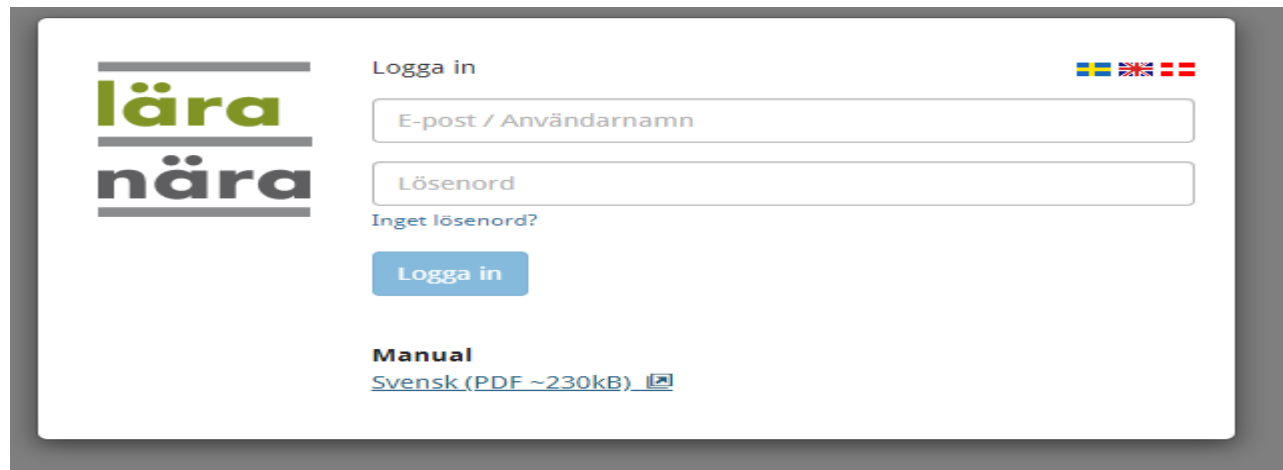 lära
nära
Logga in
E-post / Användarnamn
Lösenord
Inget lösenord?
Logga in
Manual
Svensk (PDF ~230kB)